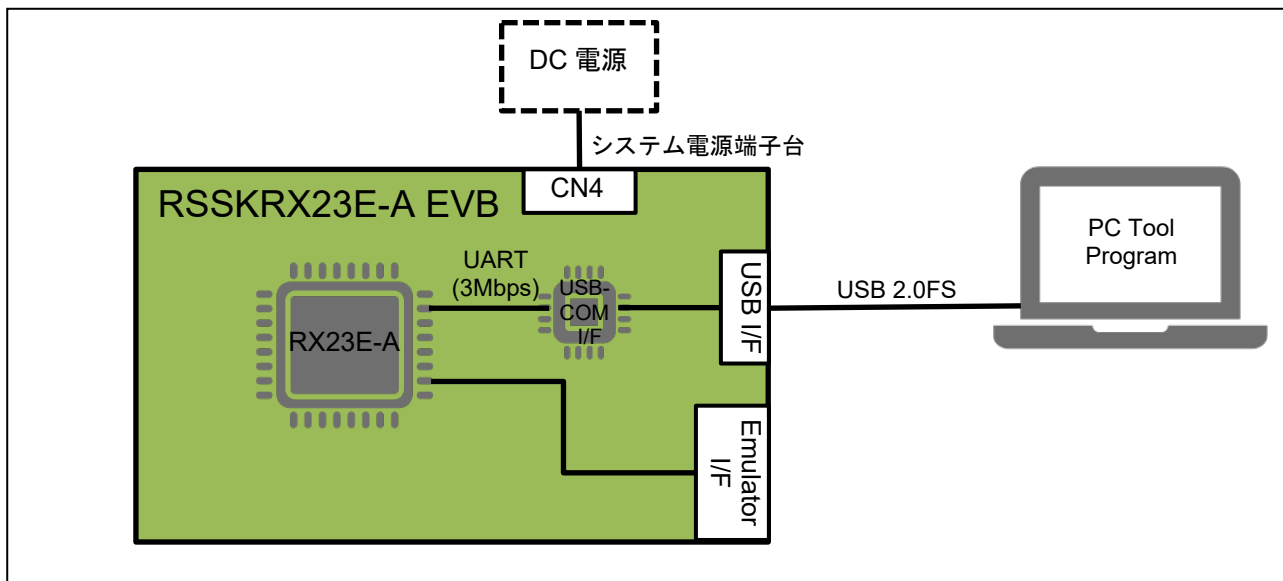 DC 電源
システム電源端子台
CN4
RSSKRX23E-A EVB
UART
(3Mbps)
USB-
COM
I/F
RX23E-A
USB I/F
USB 2.0FS
PC Tool
Program
Emulator
I/F